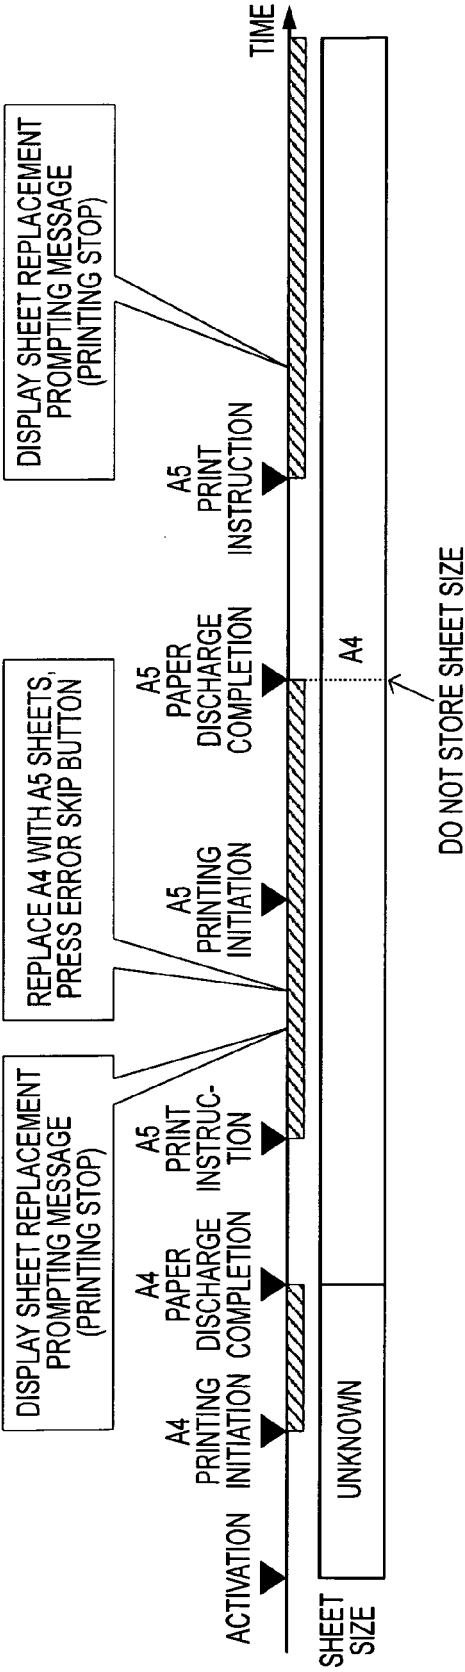 DISPLAY SHEET REPLACEMENT
PROMPTING MESSAGE
(PRINTING STOP)
REPLACE A4 WITH A5 SHEETS,
PRESS ERROR SKIP BUTTON
DISPLAY SHEET REPLACEMENT
PROMPTING MESSAGE
(PRINTING STOP)
ACTIVATION
A4
PRINTING
INITIATION
A4
PAPER
DISCHARGE
COMPLETION
A5
PRINT
INSTRUC-
TION
A5
PRINTING
INITIATION
A5
PAPER
DISCHARGE
COMPLETION
A5
PRINT
INSTRUCTION
TIME
SHEET
SIZE
UNKNOWN
A4
DO NOT STORE SHEET SIZE